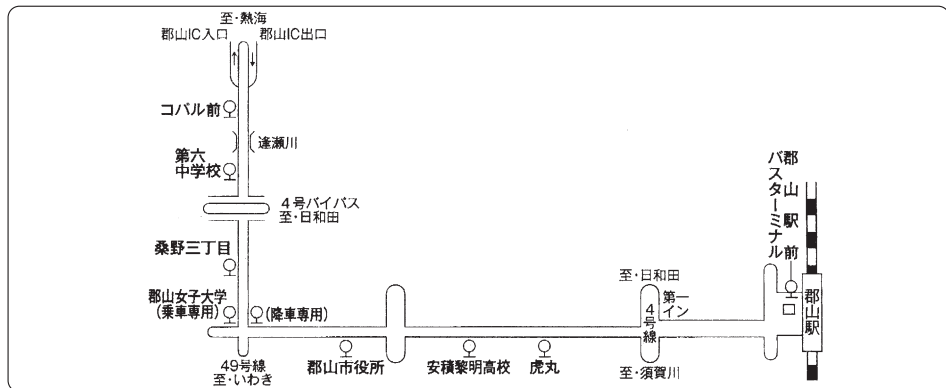 至・熱海
郡山IC入口
郡山IC出口
コバル前
逢瀬川
第六
中学校
4号バイパス
至・日和田
桑野三丁目
郡山女子大学
(乗車専用)
(降車専用)
49号線
至・いわき
郡山市役所
安積黎明高校
虎丸
至・日和田
4号線
第一イン
至・須賀川
郡山駅前
バスターミナル
郡山駅